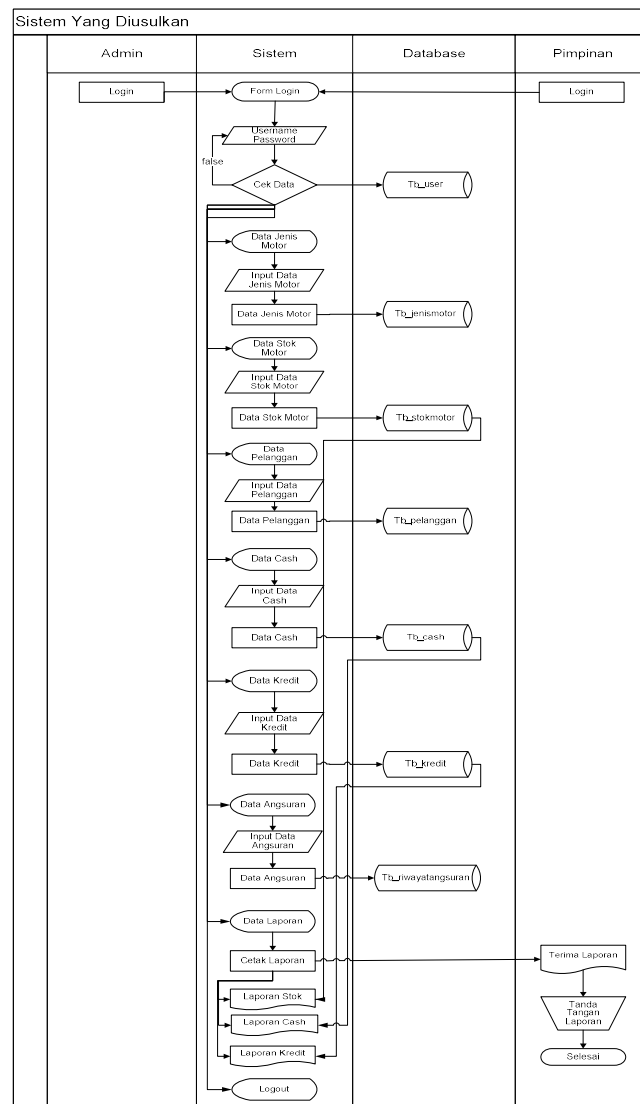 Sistem Yang Diusulkan
Admin
Sistem
Database
Pimpinan
Login
Form Login
Login
Username
Password
false
Cek Data
Tb_user
Data Jenis
Motor
Input Data
Jenis Motor
Data Jenis Motor
Tb_jenismotor
Data Stok
Motor
Input Data
Stok Motor
Data Stok Motor
Tb_stokmotor
Data
Pelanggan
Input Data
Pelanggan
Data Pelanggan
Tb_pelanggan
Data Cash
Input Data
Cash
Data Cash
Tb_cash
Data Kredit
Input Data
Kredit
Data Kredit
Tb_kredit
Data Angsuran
Input Data
Angsuran
Data Angsuran
Tb_riwayatangsuran
Data Laporan
Cetak Laporan
Terima Laporan
Laporan Stok
Laporan Cash
Laporan Kredit
Tanda
Tangan
Laporan
Selesai
Logout